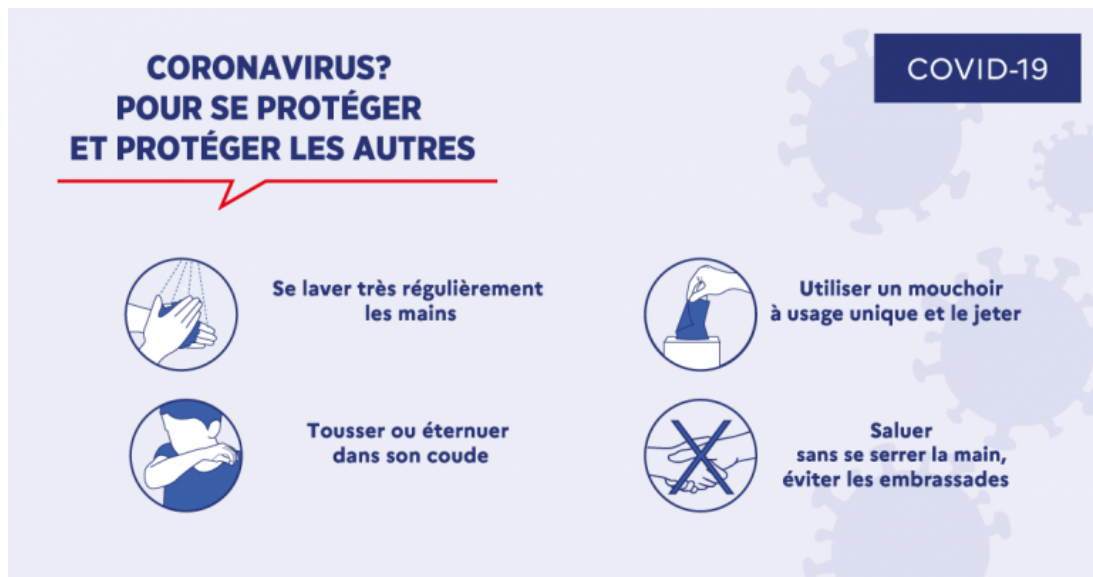 CORONAVIRUS?
POUR SE PROTÉGER
ET PROTÉGER LES AUTRES
COVID-19
Se laver très régulièrement
les mains
Utiliser un mouchoir
à usage unique et le jeter
Tousser ou éternuer
dans son coude
Saluer
sans se serrer la main,
éviter les embrassades